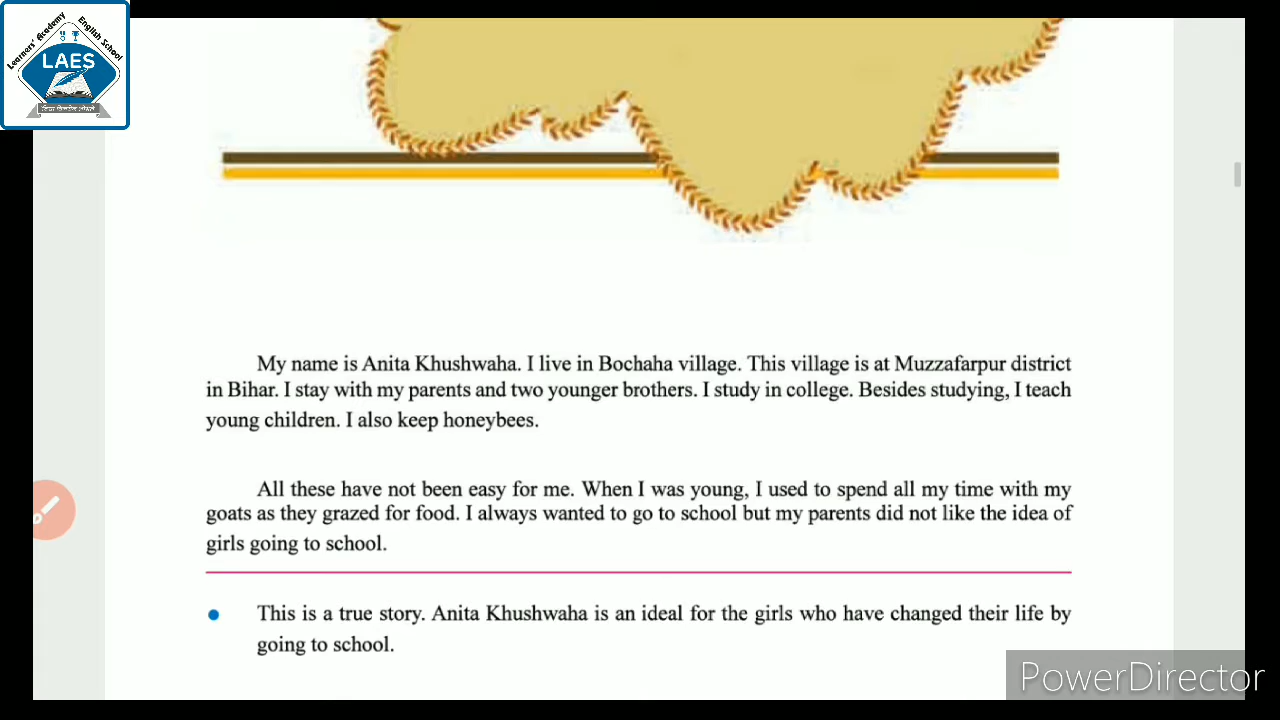 Learners' Academy English School
LAES
My name is Anita Khushwaha. I live in Bochaha village. This village is at Muzzafarpur district
in Bihar. I stay with my parents and two younger brothers. I study in college. Besides studying, I teach
young children. I also keep honeybees.
All these have not been easy for me. When I was young, I used to spend all my time with my
goats as they grazed for food. I always wanted to go to school but my parents did not like the idea of
girls going to school.
This is a true story. Anita Khushwaha is an ideal for the girls who have changed their life by
going to school.
PowerDirector